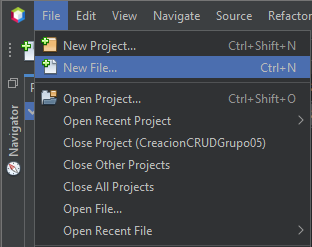 File Edit View Navigate Source Refactor
New Project... Ctrl+Shift+N
New File... Ctrl+N
Open Project... Ctrl+Shift+O
Open Recent Project
Close Project (CreacionCRUDGrupo05)
Close Other Projects
Close All Projects
Open File...
Open Recent File
Navigator